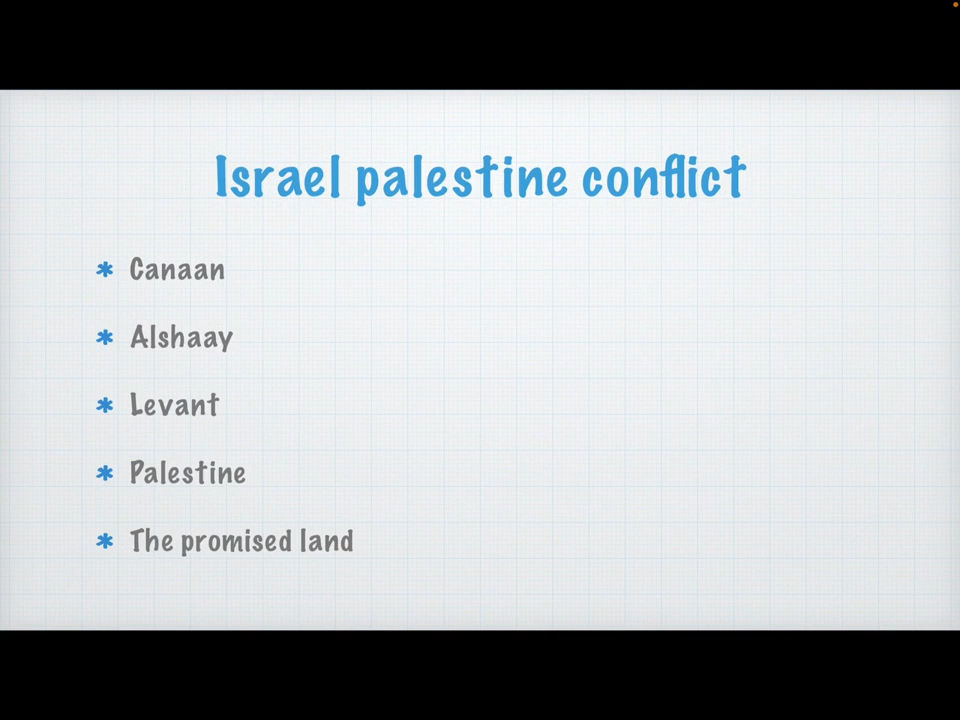 Israel palestine conflict
* Canaan
* Alshaay
* Levant
* Palestine
* The promised land